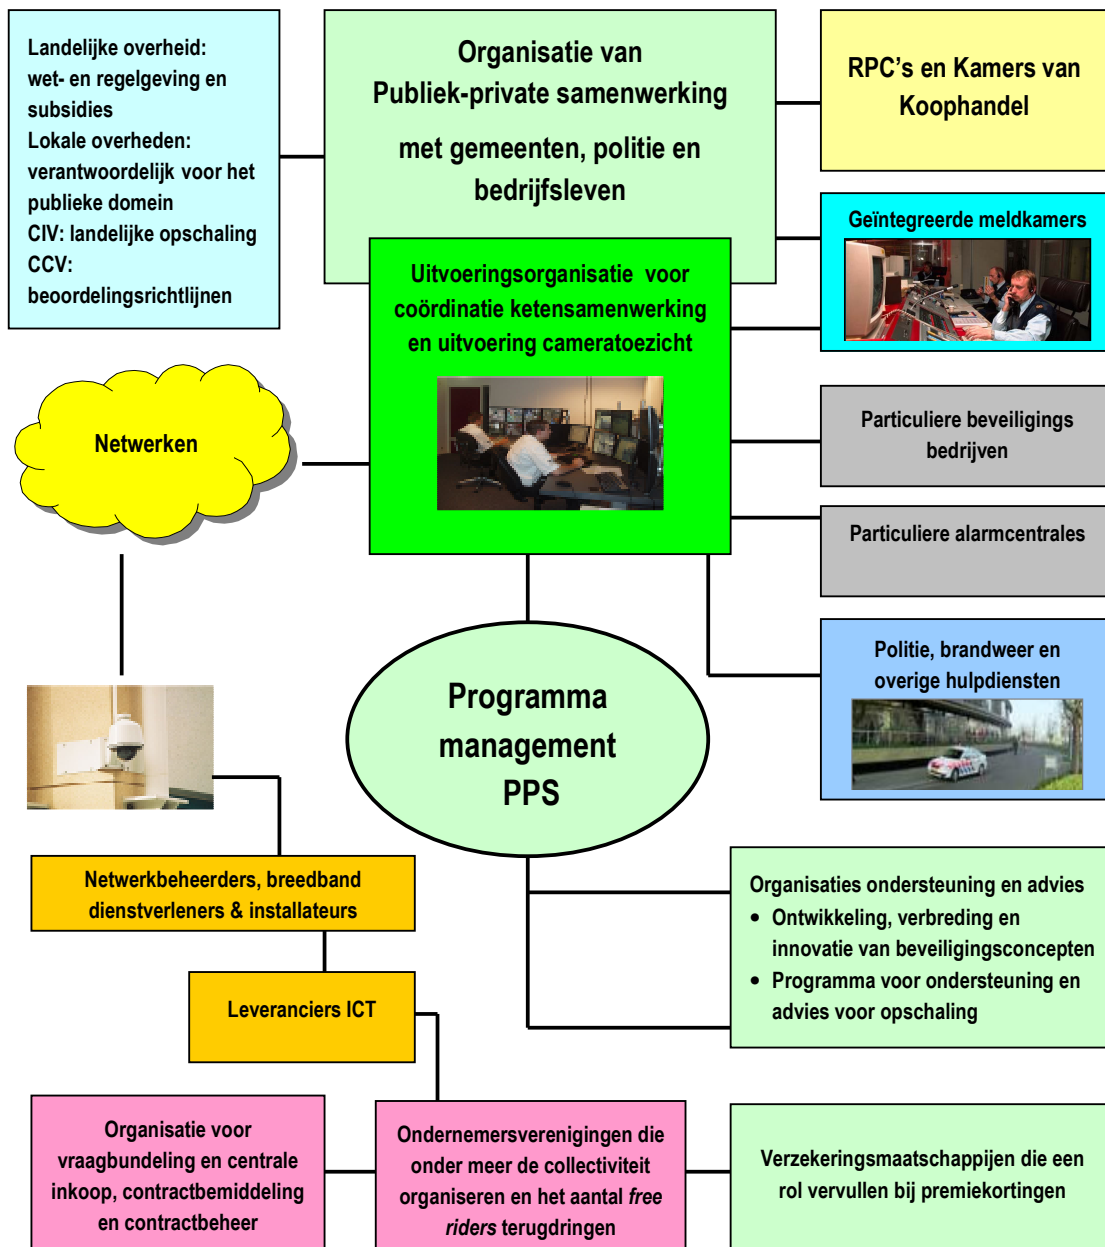 Landelijke overheid:
wet- en regelgeving en
subsidies
Lokale overheden:
verantwoordelijk voor het
publieke domein
CIV: landelijke opschaling
CCV:
beoordelingsrichtlijnen
Organisatie van
Publiek-private samenwerking
met gemeenten, politie en
bedrijfsleven
RPC's en Kamers van
Koophandel
Geïntegreerde meldkamers
Uitvoeringsorganisatie voor
coördinatie ketensamenwerking
en uitvoering cameratoezicht
Netwerken
Particuliere beveiligings
bedrijven
Particuliere alarmcentrales
Politie, brandweer en
overige hulpdiensten
Programma
management
PPS
Netwerkbeheerders, breedband
dienstverleners & installateurs
Leveranciers ICT
Organisaties ondersteuning en advies
• Ontwikkeling, verbreding en
innovatie van beveiligingsconcepten
• Programma voor ondersteuning en
advies voor opschaling
Organisatie voor
vraagbundeling en centrale
inkoop, contractbemiddeling
en contractbeheer
Ondernemersverenigingen die
onder meer de collectiviteit
organiseren en het aantal free
riders terugdringen
Verzekeringsmaatschappijen die een
rol vervullen bij premiekortingen